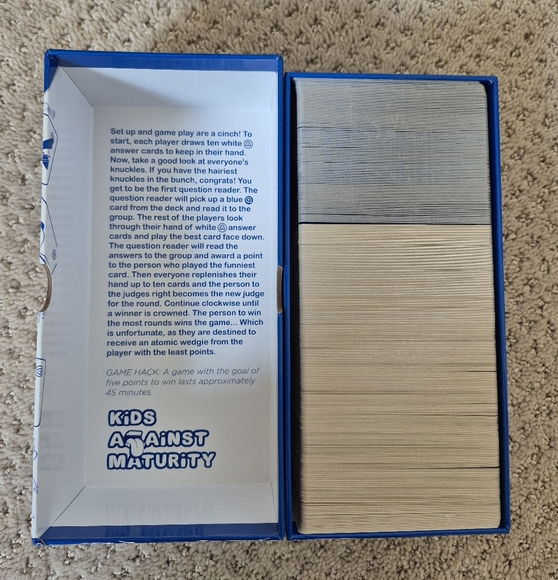 Set up and game play are a cinch! To
start, each player draws ten white
answer cards to keep in their hand.
Now, take a good look at everyone's
knuckles. If you have the hairiest
knuckles in the bunch, congrats! You
get to be the first question reader. The
question reader will pick up a blue
card from the deck and read it to the
group. The rest of the players look
through their hand of white answer
cards and play the best card face down.
The question reader will read the
answers to the group and award a point
to the person who played the funniest
card. Then everyone replenishes their
hand up to ten cards and the person to
the judges right becomes the new judge
for the round. Continue clockwise until
a winner is crowned. The person to win
the most rounds wins the game... Which
is unfortunate, as they are destined to
receive an atomic wedgie from the
player with the least points.
GAME HACK: A game with the goal of
five points to win lasts approximately
45 minutes.
KiDS
AGAiNST
MATURiTY